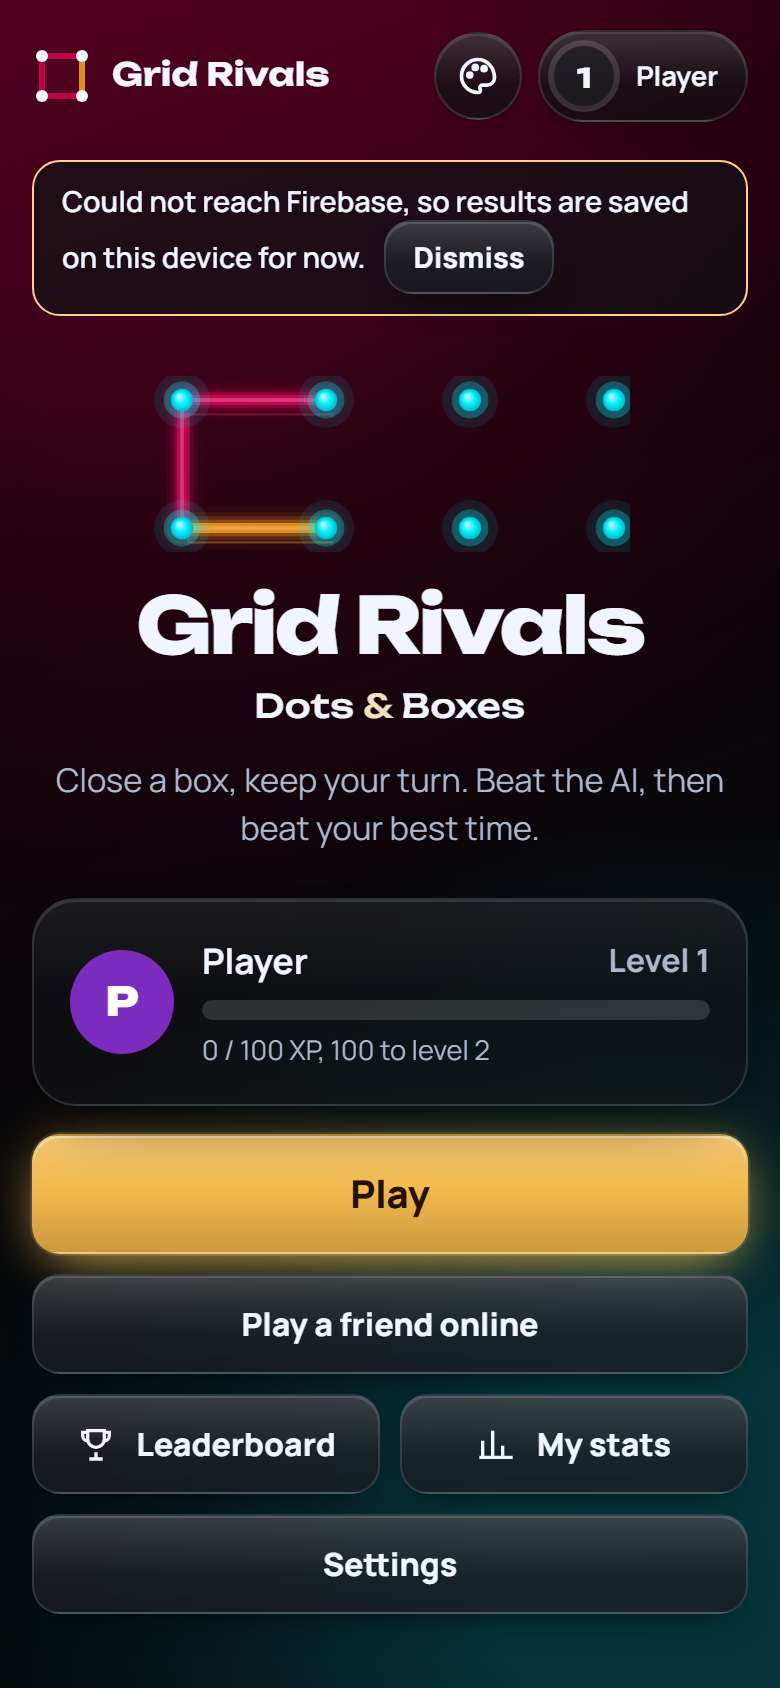 Grid Rivals
1 Player
Could not reach Firebase, so results are saved
on this device for now. Dismiss
Grid Rivals
Dots & Boxes
Close a box, keep your turn. Beat the AI, then
beat your best time.
P
Player Level 1
0 / 100 XP, 100 to level 2
Play
Play a friend online
Leaderboard My stats
Settings